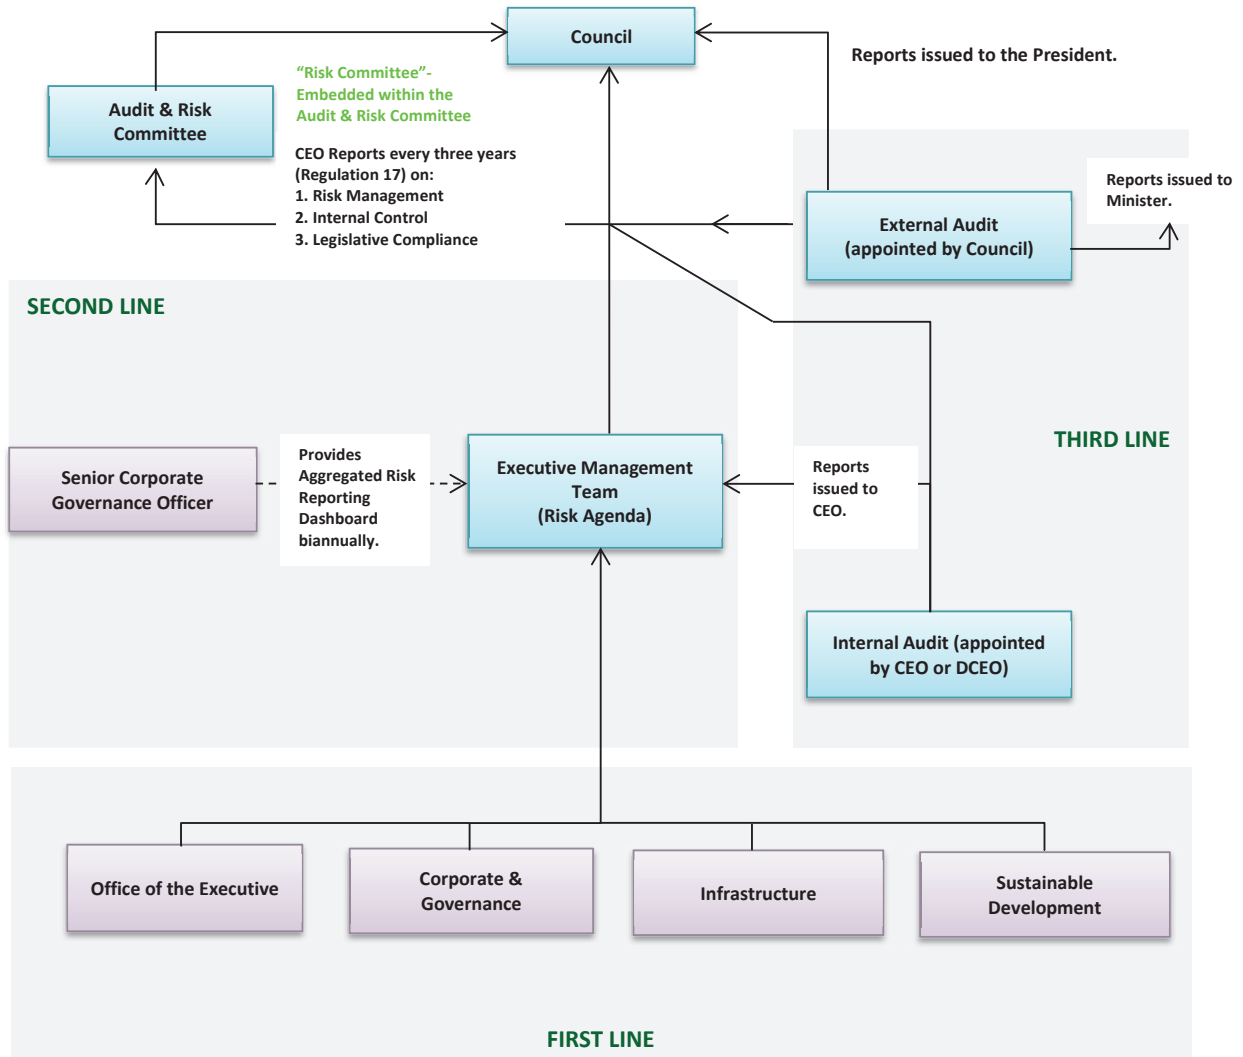 Council
Reports issued to the President.
“Risk Committee”-
Embedded within the
Audit & Risk Committee
Audit & Risk
Committee
CEO Reports every three years
(Regulation 17) on:
1. Risk Management
2. Internal Control
3. Legislative Compliance
Reports issued to
Minister.
External Audit
(appointed by Council)
SECOND LINE
THIRD LINE
Senior Corporate
Governance Officer
Provides
Aggregated Risk
Reporting
Dashboard
biannually.
Executive Management
Team
(Risk Agenda)
Reports
issued to
CEO.
Internal Audit (appointed
by CEO or DCEO)
Office of the Executive
Corporate &
Governance
Infrastructure
Sustainable
Development
FIRST LINE